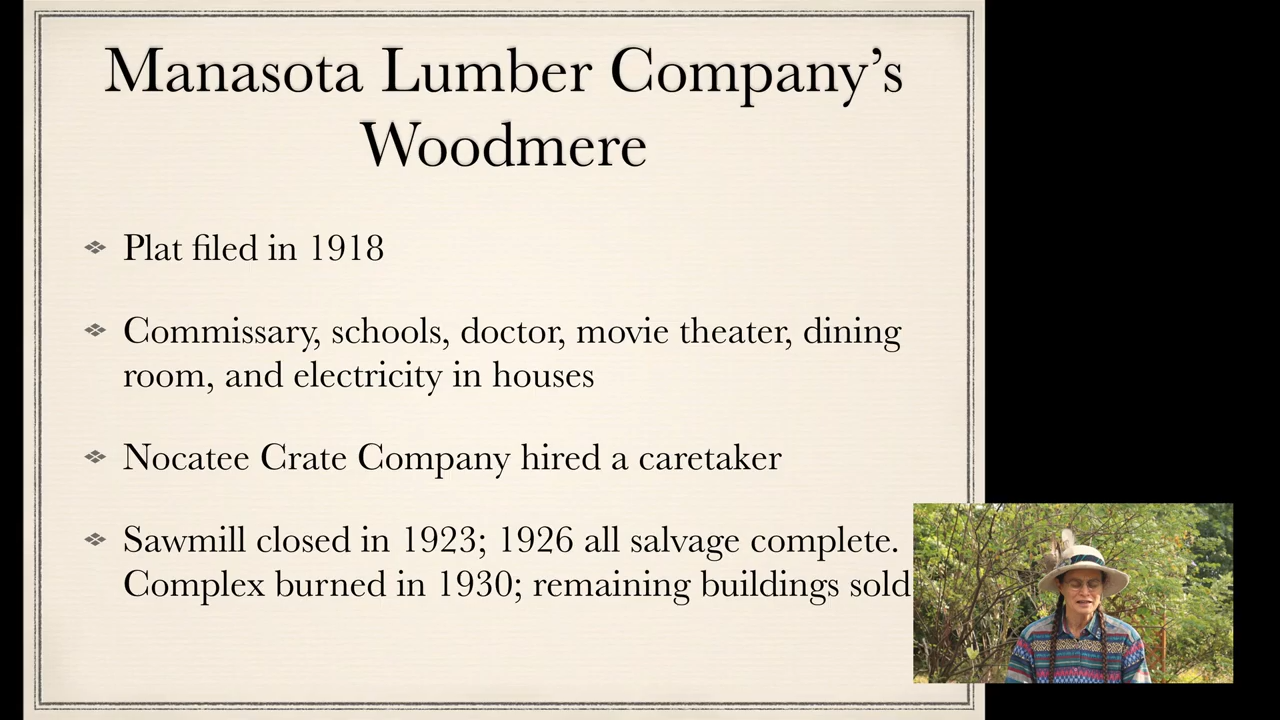 Manasota Lumber Company’s
Woodmere
Plat filed in 1918
Commissary, schools, doctor, movie theater, dining
room, and electricity in houses
Nocatee Crate Company hired a caretaker
Sawmill closed in 1923; 1926 all salvage complete.
Complex burned in 1930; remaining buildings sold